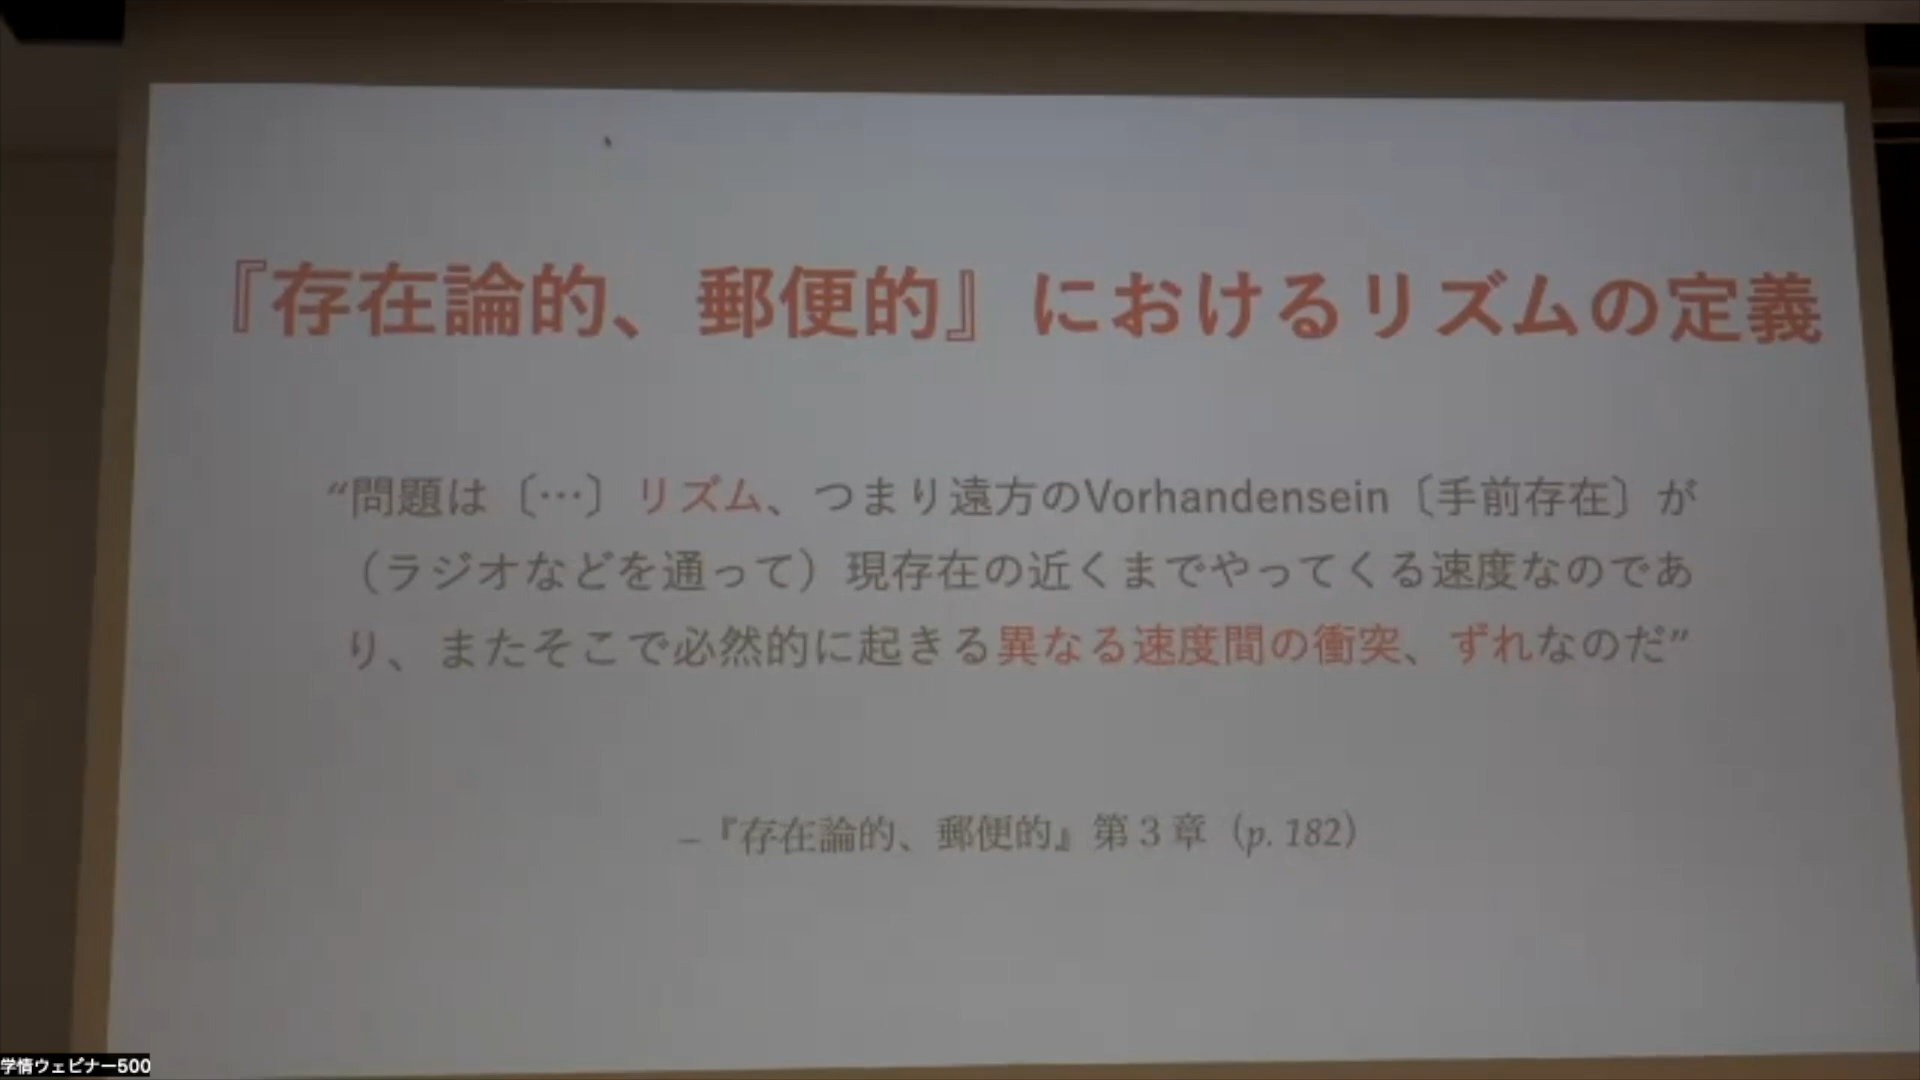 『存在論的、郵便的』におけるリズムの定義
“問題は〔…〕リズム、つまり遠方のVorhandensein〔手前存在〕が
（ラジオなどを通って）現存在の近くまでやってくる速度なのであ
り、またそこで必然的に起きる異なる速度間の衝突、ずれなのだ”
–『存在論的、郵便的』第３章（p. 182）
学情ウェビナー500